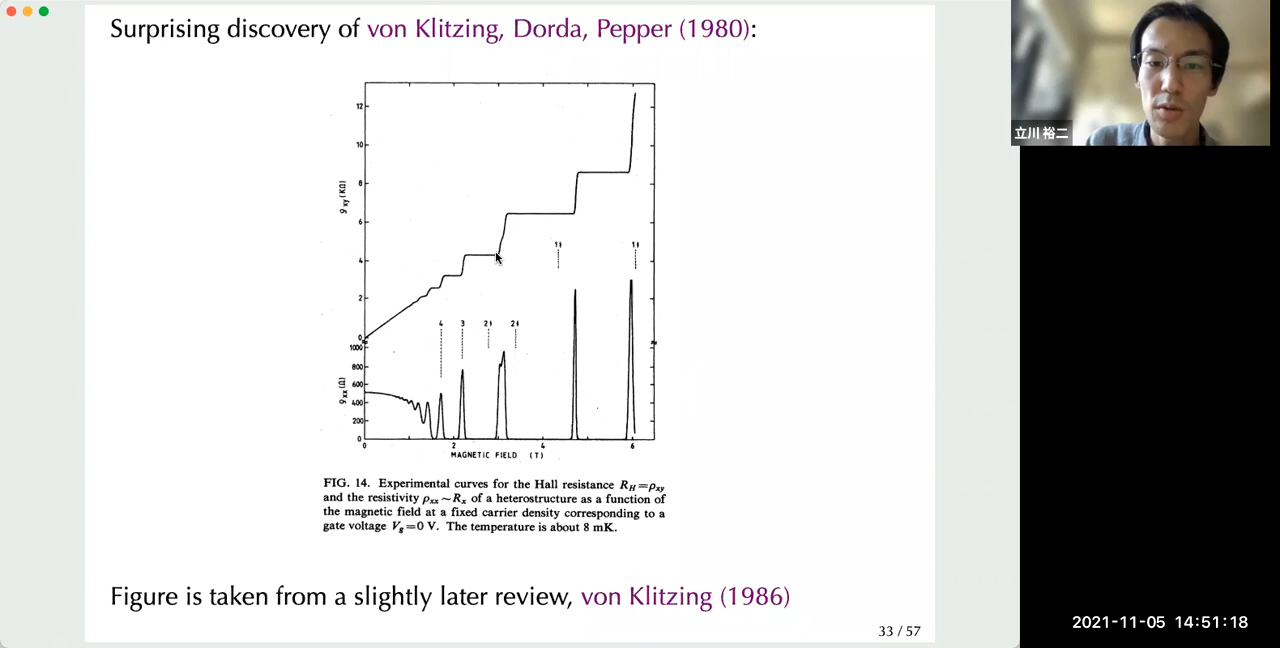 Surprising discovery of von Klitzing, Dorda, Pepper (1980):
12
10
8
6
4
2
0
ρxy (KΩ)
1↓
1↑
4
3
2↓
2↑
1000
800
600
400
200
0
ρxx (Ω)
0
2
4
6
MAGNETIC FIELD (T)
FIG. 14. Experimental curves for the Hall resistance R_H=ρxy
and the resistivity ρxx∼Rx of a heterostructure as a function of
the magnetic field at a fixed carrier density corresponding to a
gate voltage Vg=0 V. The temperature is about 8 mK.
Figure is taken from a slightly later review, von Klitzing (1986)
33 / 57
立川 裕二
2021-11-05 14:51:18